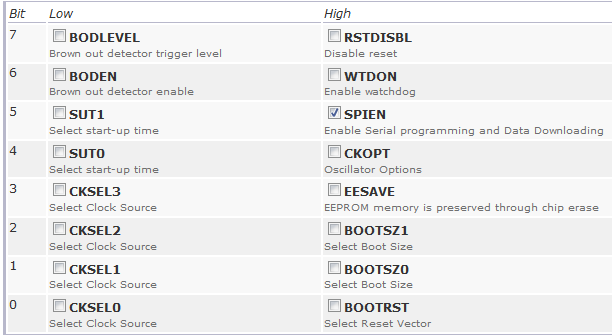 Bit Low High
7 BODLEVEL RSTDISBL
Brown out detector trigger level Disable reset
6 BODEN WTDON
Brown out detector enable Enable watchdog
5 SUT1 SPIEN
Select start-up time Enable Serial programming and Data Downloading
4 SUT0 CKOPT
Select start-up time Oscillator Options
3 CKSEL3 EESAVE
Select Clock Source EEPROM memory is preserved through chip erase
2 CKSEL2 BOOTSZ1
Select Clock Source Select Boot Size
1 CKSEL1 BOOTSZ0
Select Clock Source Select Boot Size
0 CKSEL0 BOOTRST
Select Clock Source Select Reset Vector